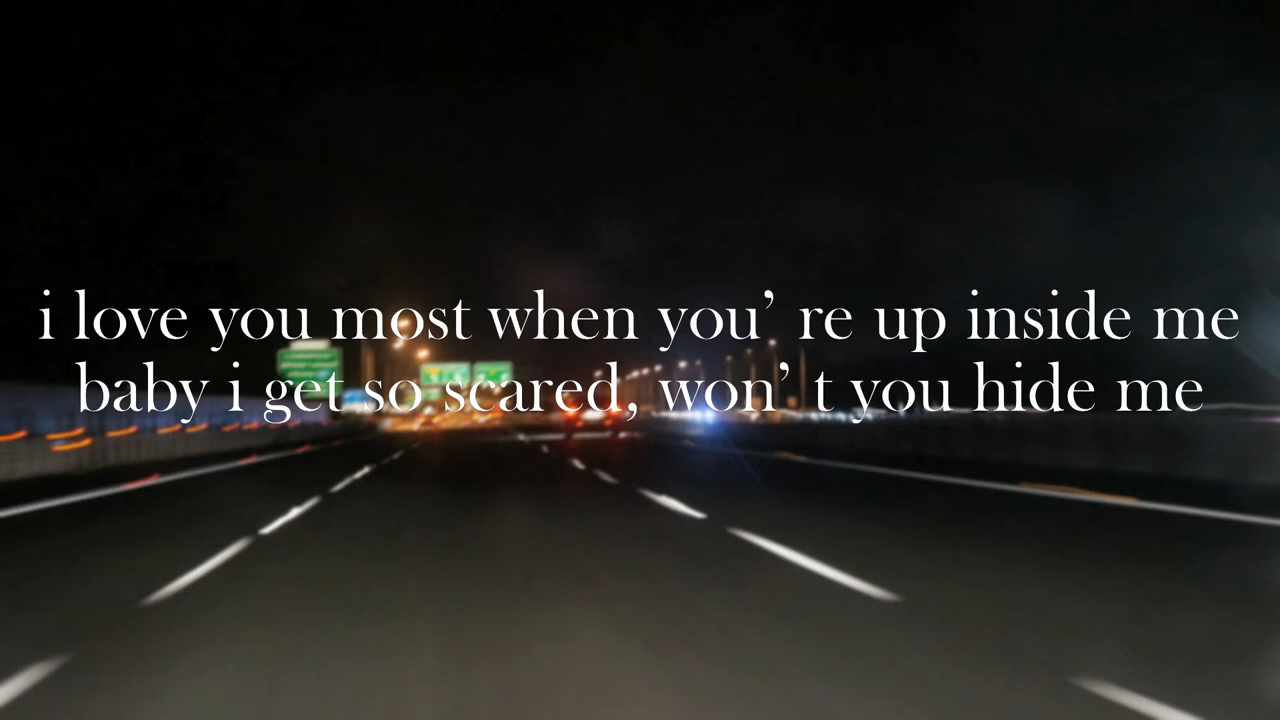 i love you most when you’ re up inside me
baby i get so scared, won’ t you hide me